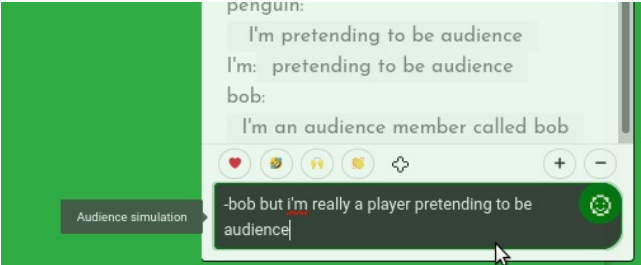 penguin:
I'm pretending to be audience
I'm: pretending to be audience
bob:
I'm an audience member called bob
+ −
Audience simulation
-bob but i'm really a player pretending to be
audience